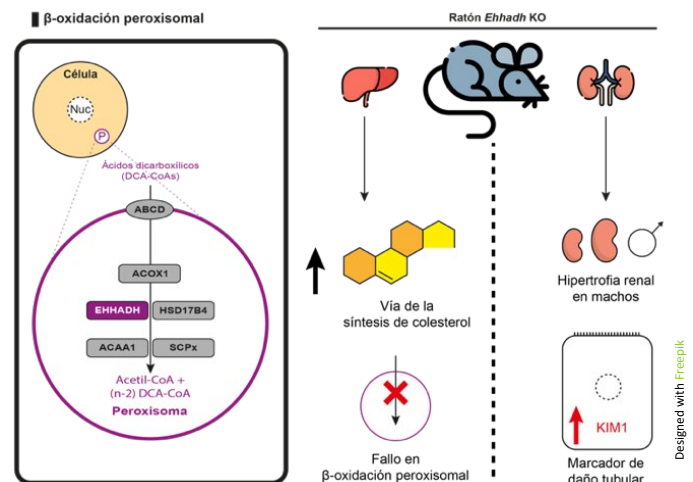 β-oxidación peroxisomal
Célula
Nuc
P
Ácidos dicarboxílicos
(DCA-CoAs)
ABCD
ACOX1
EHHADH
HSD17B4
ACAA1
SCPx
Acetil-CoA +
(n-2) DCA-CoA
Peroxisoma
Ratón Ehhadh KO
Vía de la
síntesis de colesterol
Fallo en
β-oxidación peroxisomal
Hipertrofia renal
en machos
KIM1
Marcador de
daño tubular
Designed with Freepik